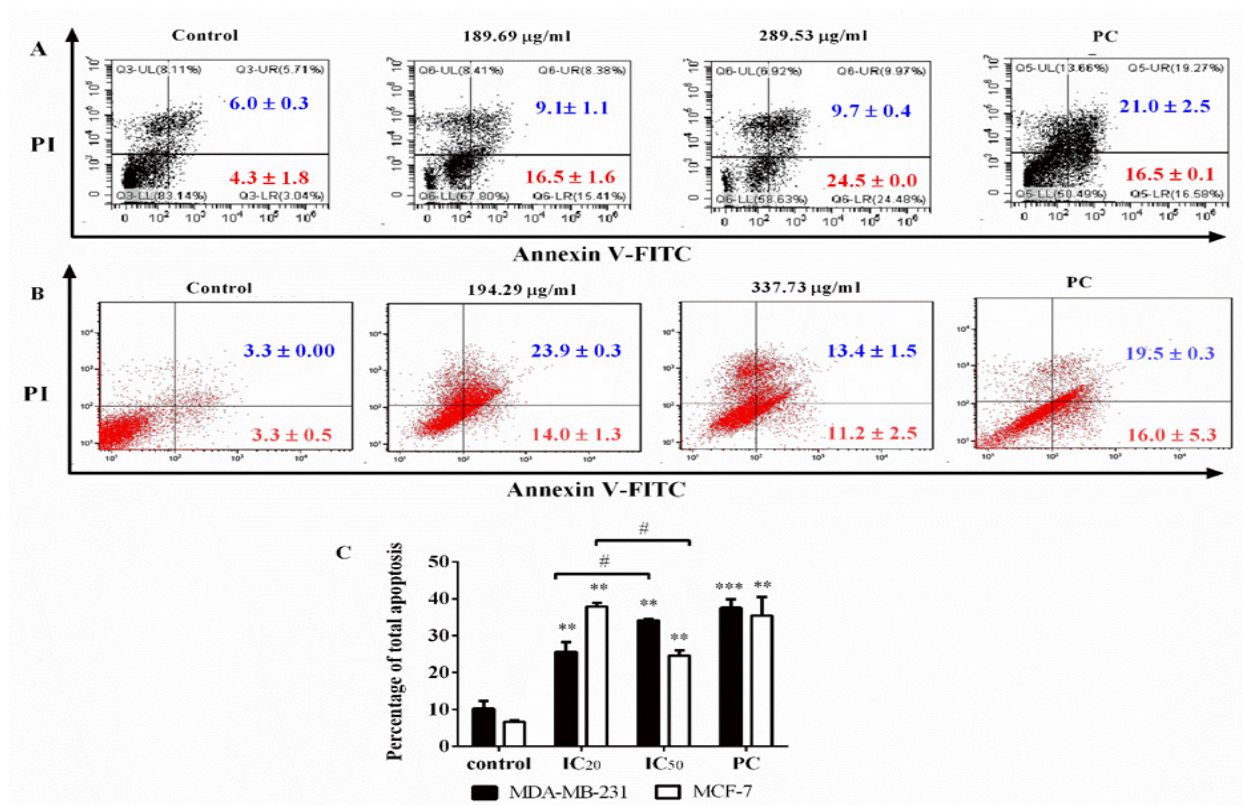 A
Control
189.69 µg/ml
289.53 µg/ml
PC
Q3-UL(8.11%) Q3-UR(5.71%)
Q6-UL(8.41%) Q6-UR(8.38%)
Q6-UL(6.92%) Q6-UR(9.97%)
Q5-UL(13.66%) Q5-UR(19.27%)
6.0 ± 0.3
9.1± 1.1
9.7 ± 0.4
21.0 ± 2.5
PI
4.3 ± 1.8
16.5 ± 1.6
24.5 ± 0.0
16.5 ± 0.1
Q3-LL(83.14%) Q3-LR(3.04%)
Q6-LL(67.80%) Q6-LR(15.41%)
Q6-LL(58.63%) Q6-LR(24.48%)
Q5-LL(50.49%) Q5-LR(16.58%)
Annexin V-FITC
B
Control
194.29 µg/ml
337.73 µg/ml
PC
3.3 ± 0.00
23.9 ± 0.3
13.4 ± 1.5
19.5 ± 0.3
PI
3.3 ± 0.5
14.0 ± 1.3
11.2 ± 2.5
16.0 ± 5.3
Annexin V-FITC
C
Percentage of total apoptosis
50
40
30
20
10
0
#
#
**
**
**
**
***
**
control IC20 IC50 PC
MDA-MB-231 MCF-7